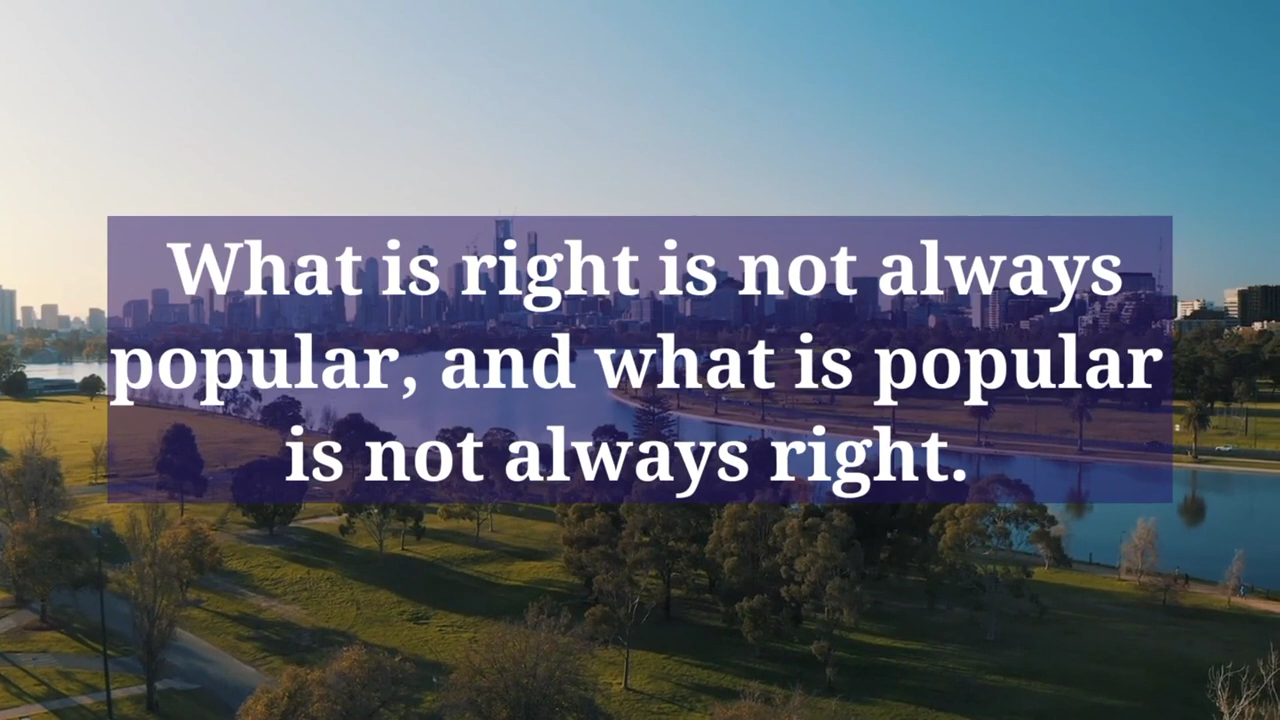 What is right is not always
popular, and what is popular
is not always right.